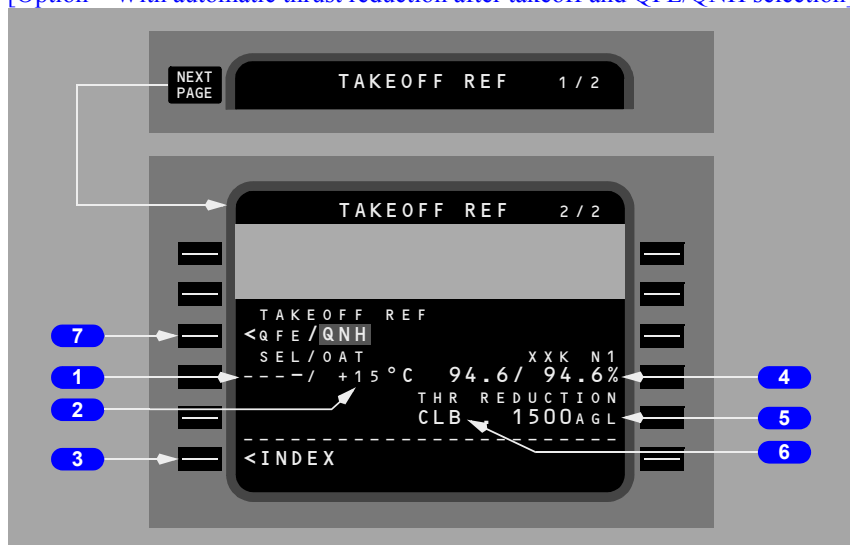 [Option – With automatic thrust reduction after takeoff and QFE/QNH selection]
NEXT
PAGE
TAKEOFF REF 1/2
TAKEOFF REF 2/2
TAKEOFF REF
7
<QFE/QNH
SEL/OAT XXK N1
1
----/ +15°C 94.6/ 94.6%
4
2
THR REDUCTION
CLB . 1500AGL
5
6
--------------------
3
<INDEX